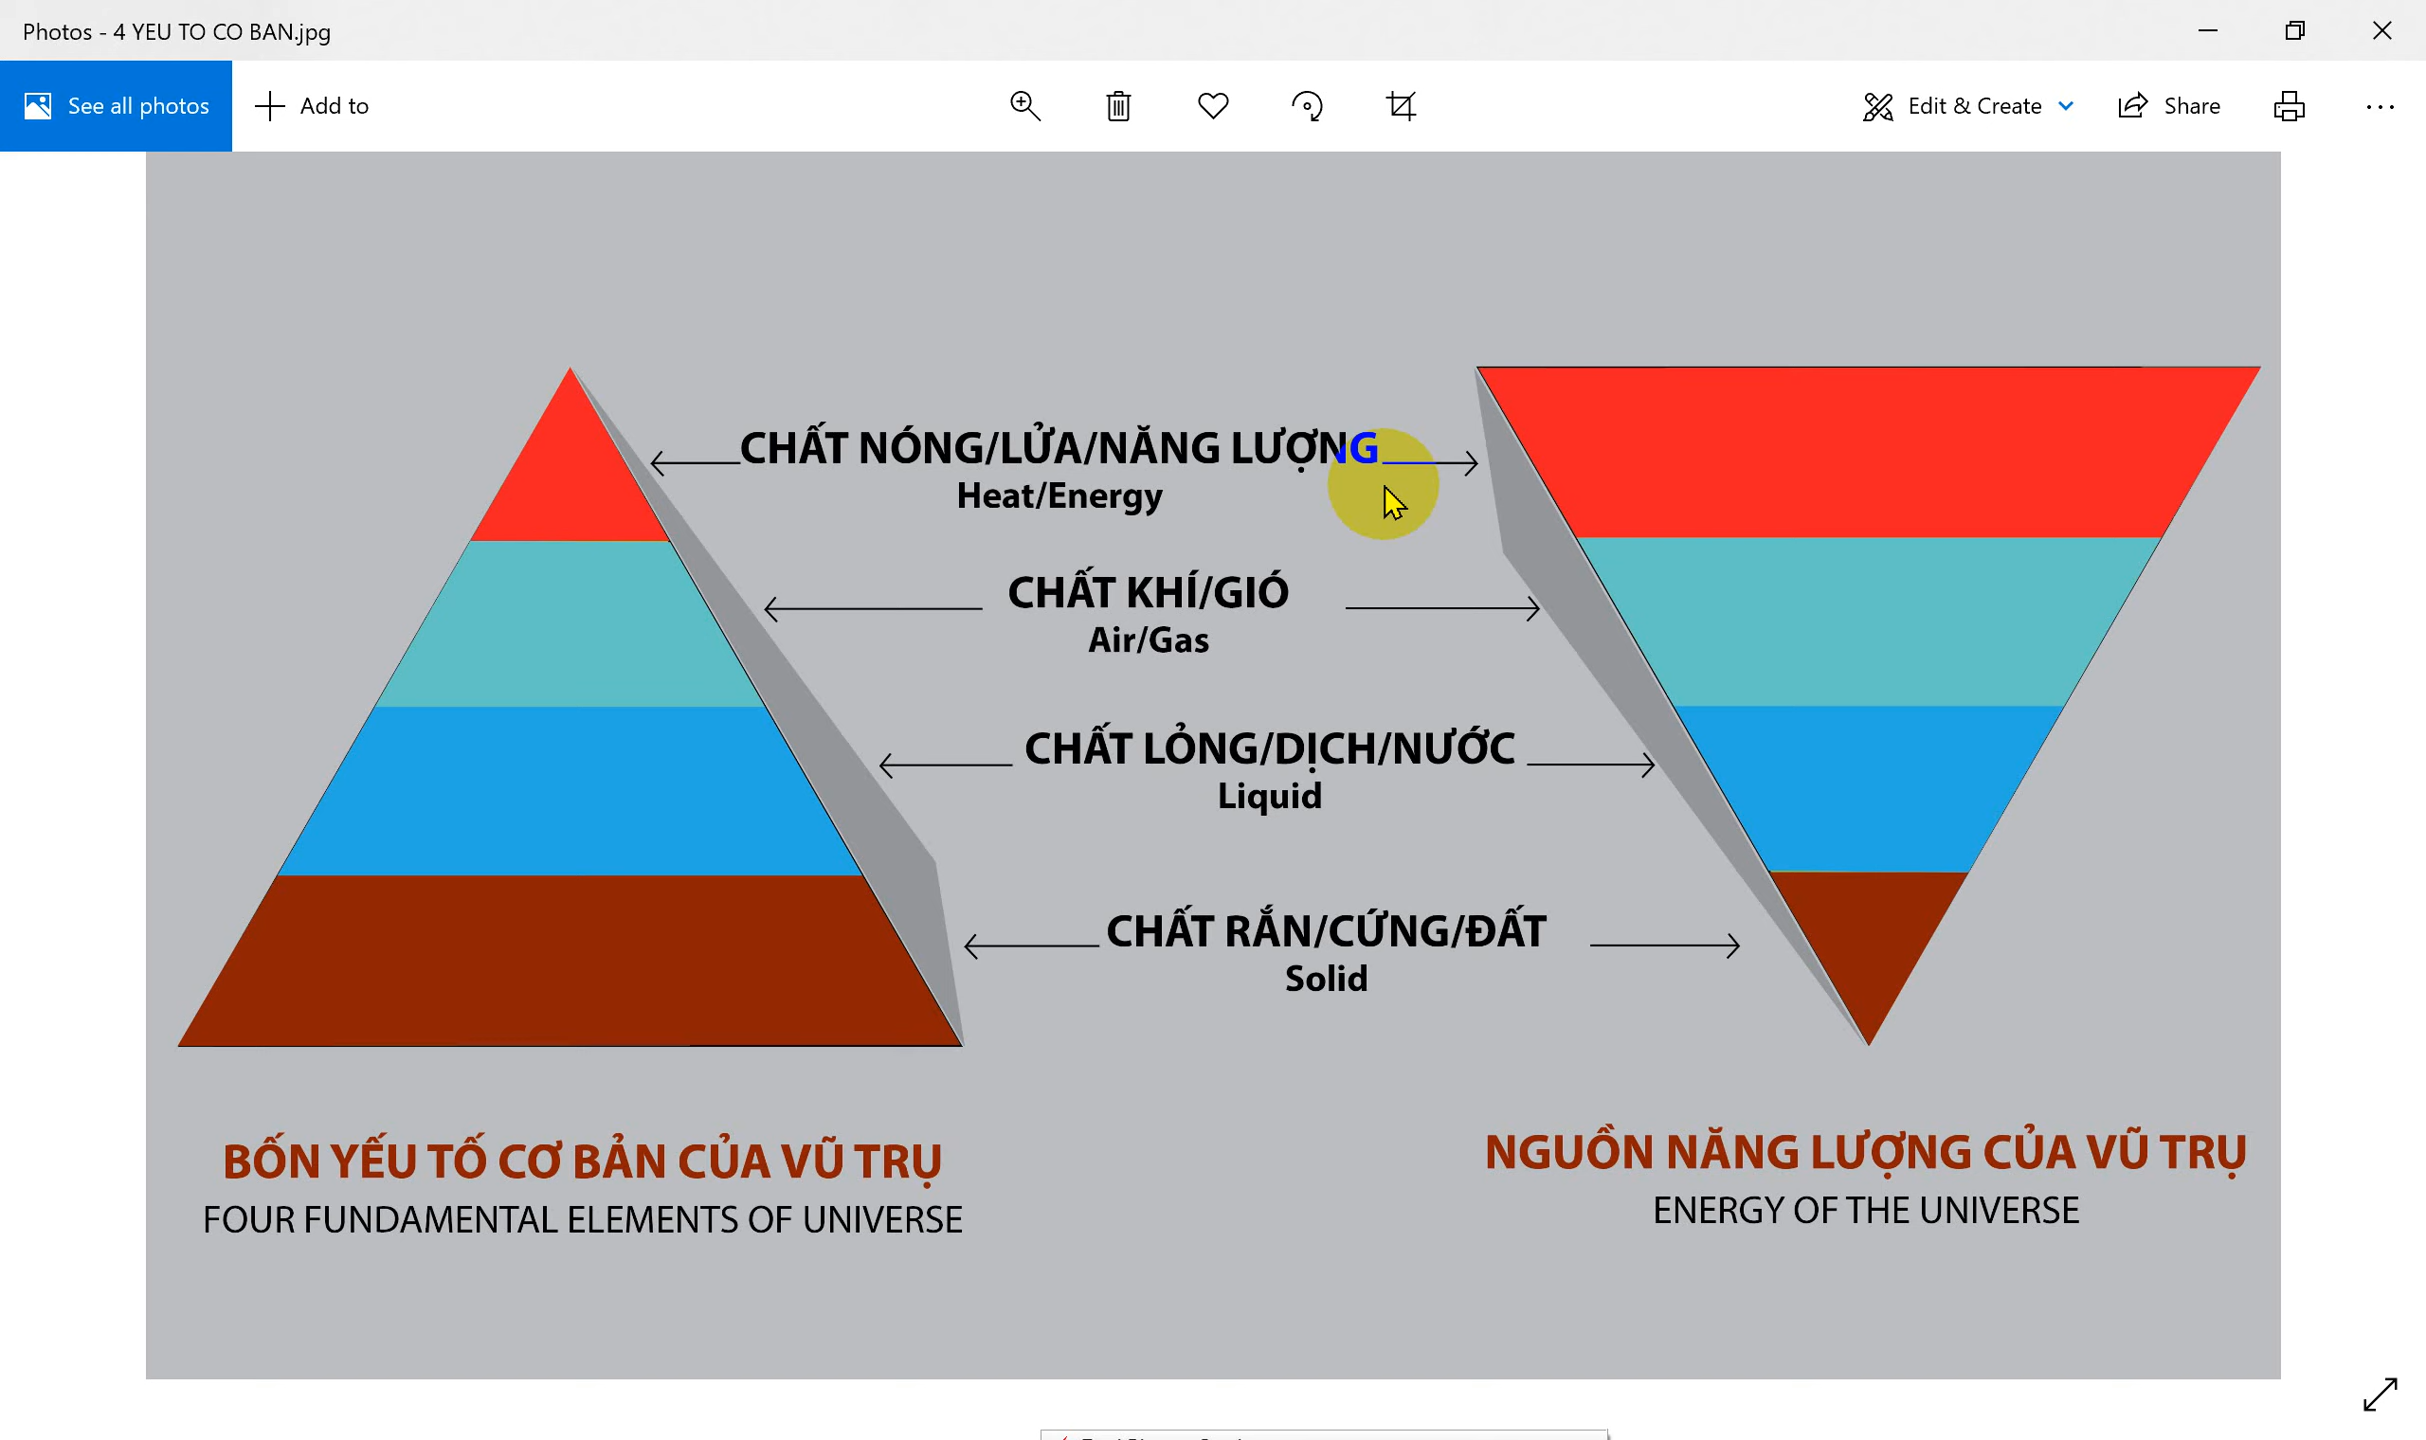 Photos - 4 YEU TO CO BAN.jpg
See all photos
Add to
Edit & Create
Share
CHẤT NÓNG/LỬA/NĂNG LƯỢNG
Heat/Energy
CHẤT KHÍ/GIÓ
Air/Gas
CHẤT LỎNG/DỊCH/NƯỚC
Liquid
CHẤT RẮN/CỨNG/ĐẤT
Solid
BỐN YẾU TỐ CƠ BẢN CỦA VŨ TRỤ
FOUR FUNDAMENTAL ELEMENTS OF UNIVERSE
NGUỒN NĂNG LƯỢNG CỦA VŨ TRỤ
ENERGY OF THE UNIVERSE